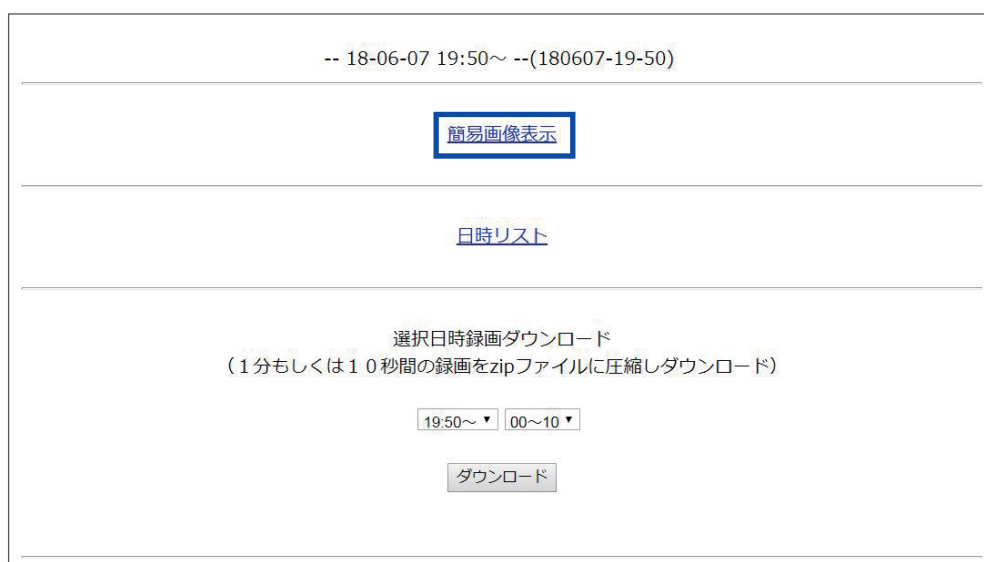 -- 18-06-07 19:50～ --(180607-19-50)
簡易画像表示
日時リスト
選択日時録画ダウンロード
（１分もしくは１０秒間の録画をzipファイルに圧縮しダウンロード）
19:50～ ▼ 00～10 ▼
ダウンロード